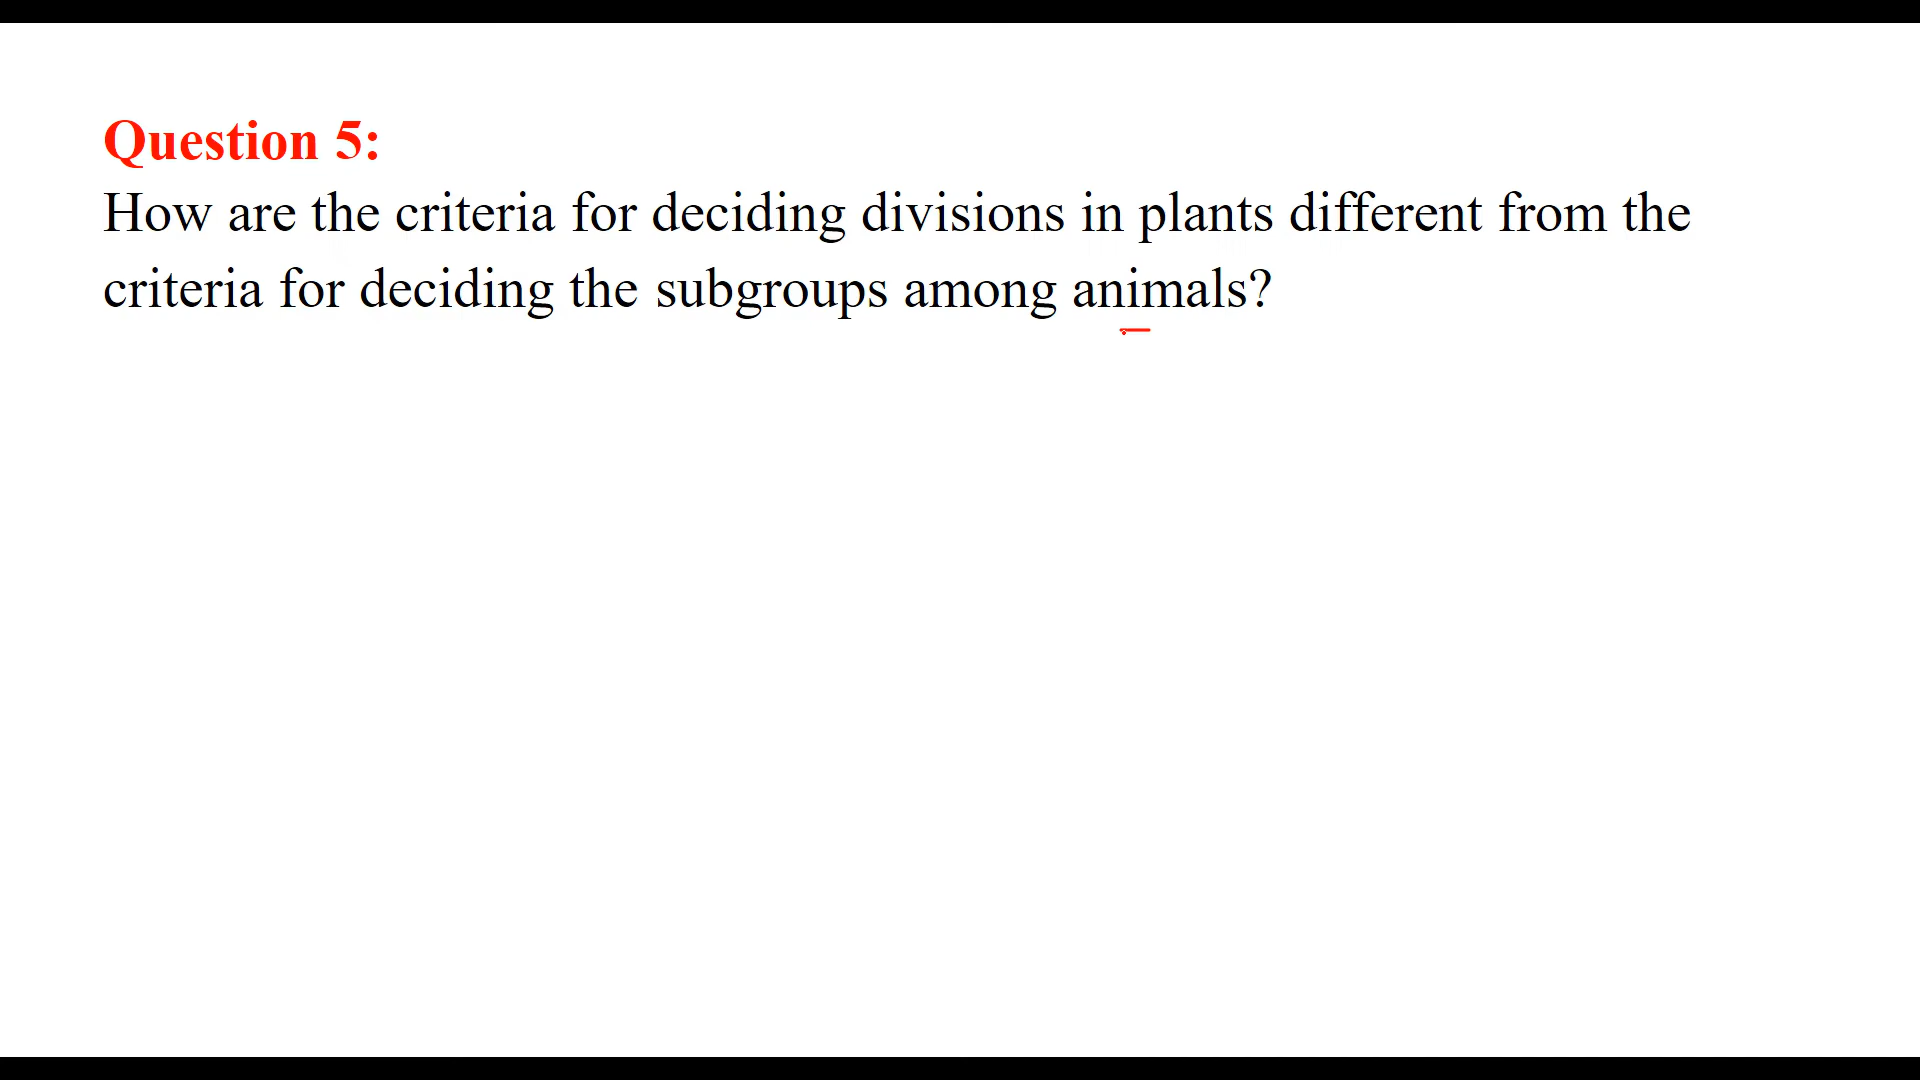 Question 5:
How are the criteria for deciding divisions in plants different from the
criteria for deciding the subgroups among animals?